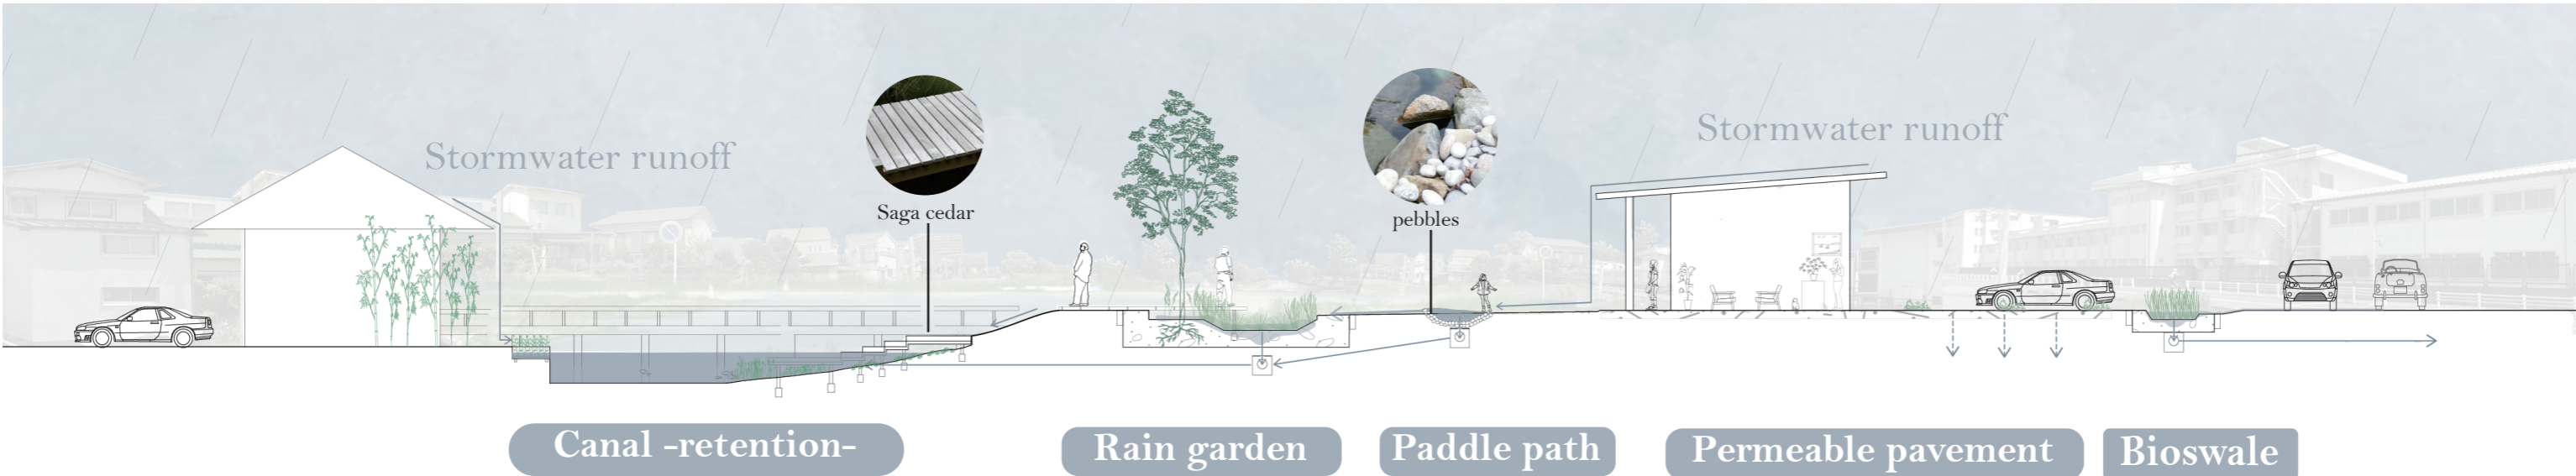 Stormwater runoff
Saga cedar
pebbles
Stormwater runoff
Canal -retention-
Rain garden
Paddle path
Permeable pavement
Bioswale